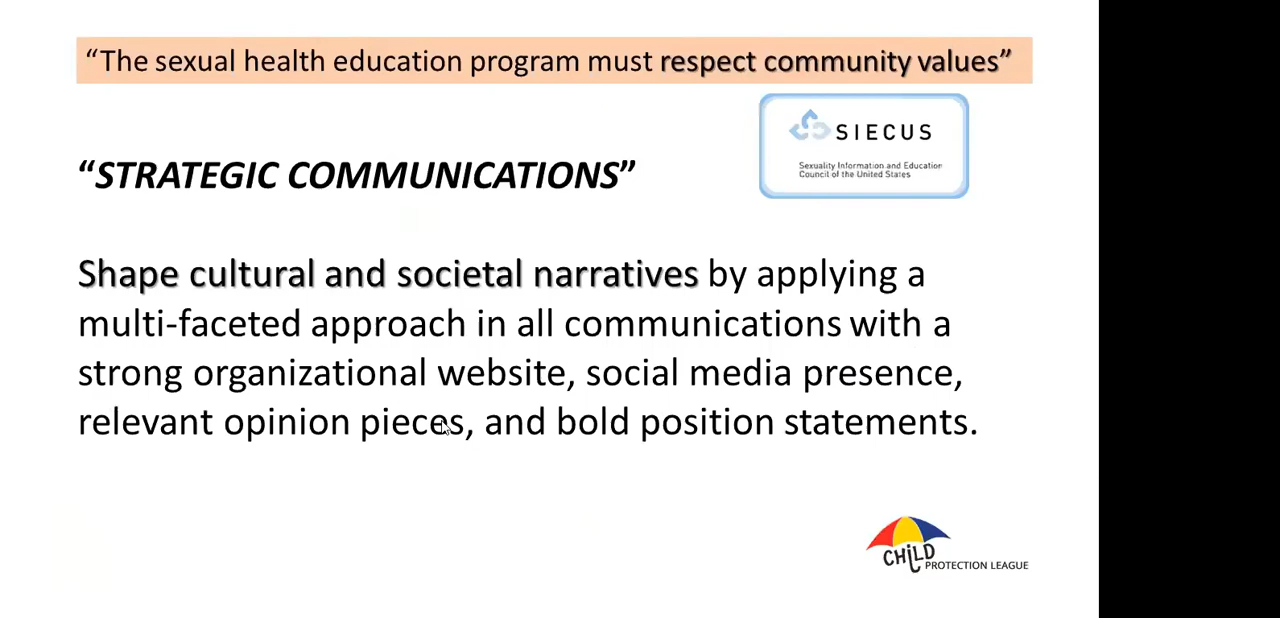 “The sexual health education program must respect community values”
SIECUS
Sexuality Information and Education
Council of the United States
“STRATEGIC COMMUNICATIONS”
Shape cultural and societal narratives by applying a
multi-faceted approach in all communications with a
strong organizational website, social media presence,
relevant opinion pieces, and bold position statements.
CHiLD
PROTECTION LEAGUE